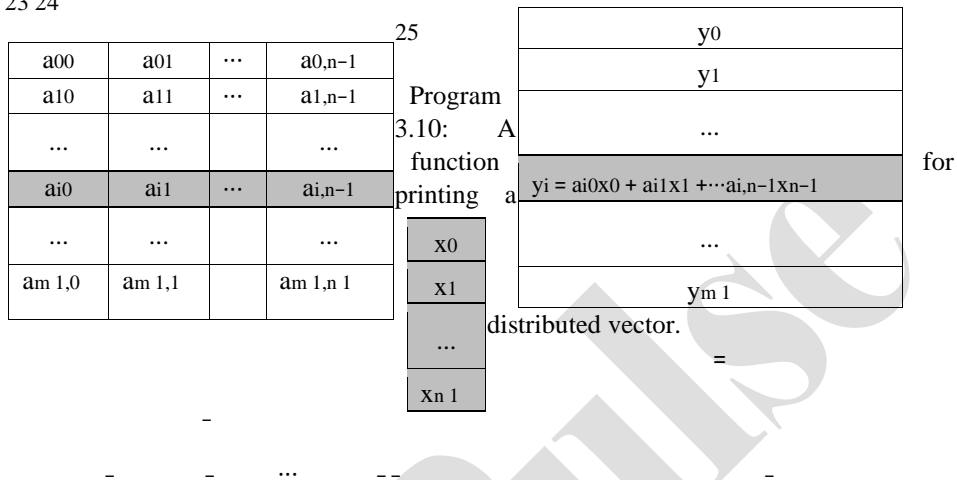 23 24
25
a00 a01 ... a0,n−1
a10 a11 ... a1,n−1
... ... ...
ai0 ai1 ... ai,n−1
... ... ...
am 1,0 am 1,1 am 1,n 1
Program
3.10: A
function for
printing a
distributed vector.
x0
x1
...
xn 1
y0
y1
...
yi = ai0x0 + ai1x1 +···ai,n−1xn−1
...
ym 1
=
−
− − ... − − −
Pulse